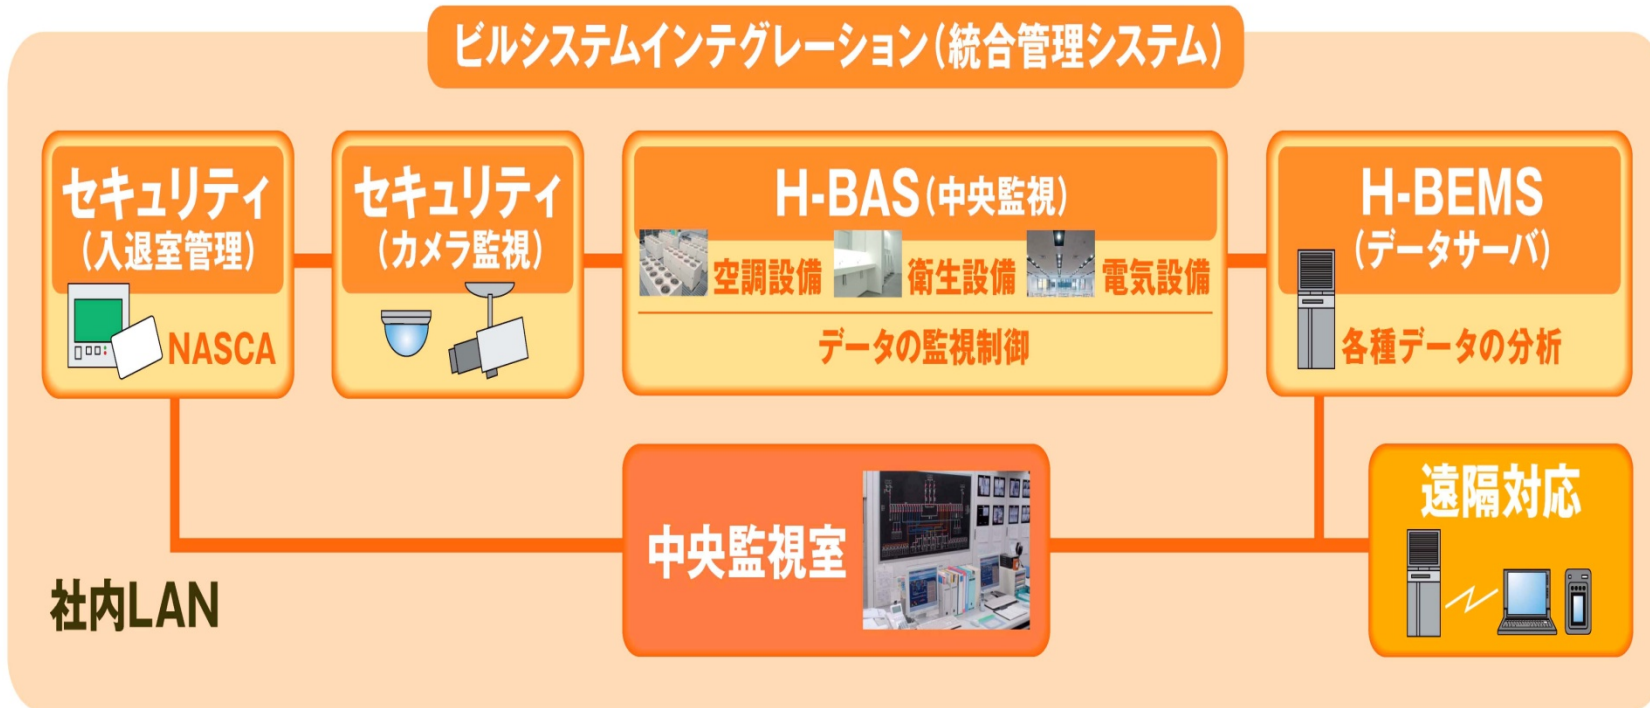 ビルシステムインテグレーション(統合管理システム)
セキュリティ
(入退室管理)
NASCA
セキュリティ
(カメラ監視)
H-BAS(中央監視)
空調設備
衛生設備
電気設備
データの監視制御
H-BEMS
(データサーバ)
各種データの分析
中央監視室
遠隔対応
社内LAN